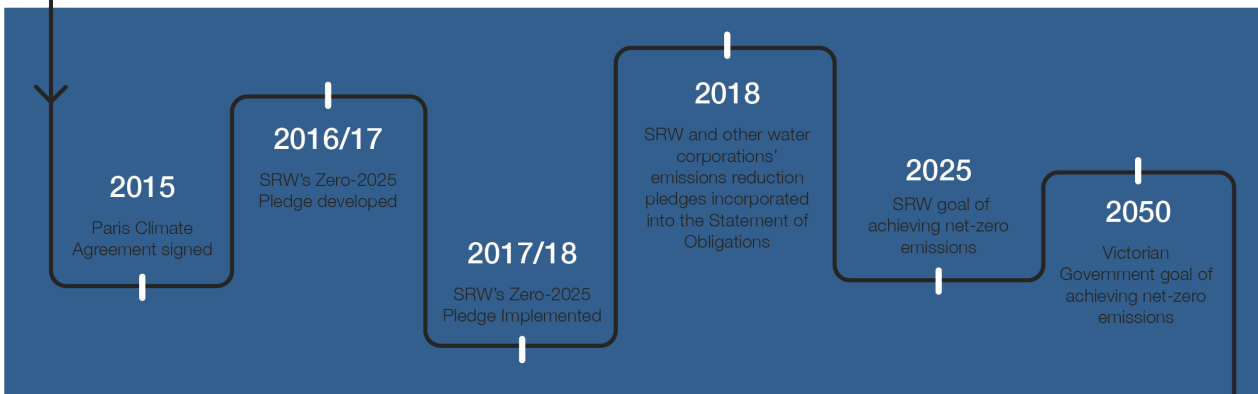 2015
Paris Climate
Agreement signed
2016/17
SRW's Zero-2025
Pledge developed
2017/18
SRW's Zero-2025
Pledge Implemented
2018
SRW and other water
corporations'
emissions reduction
pledges incorporated
into the Statement of
Obligations
2025
SRW goal of
achieving net-zero
emissions
2050
Victorian
Government goal of
achieving net-zero
emissions